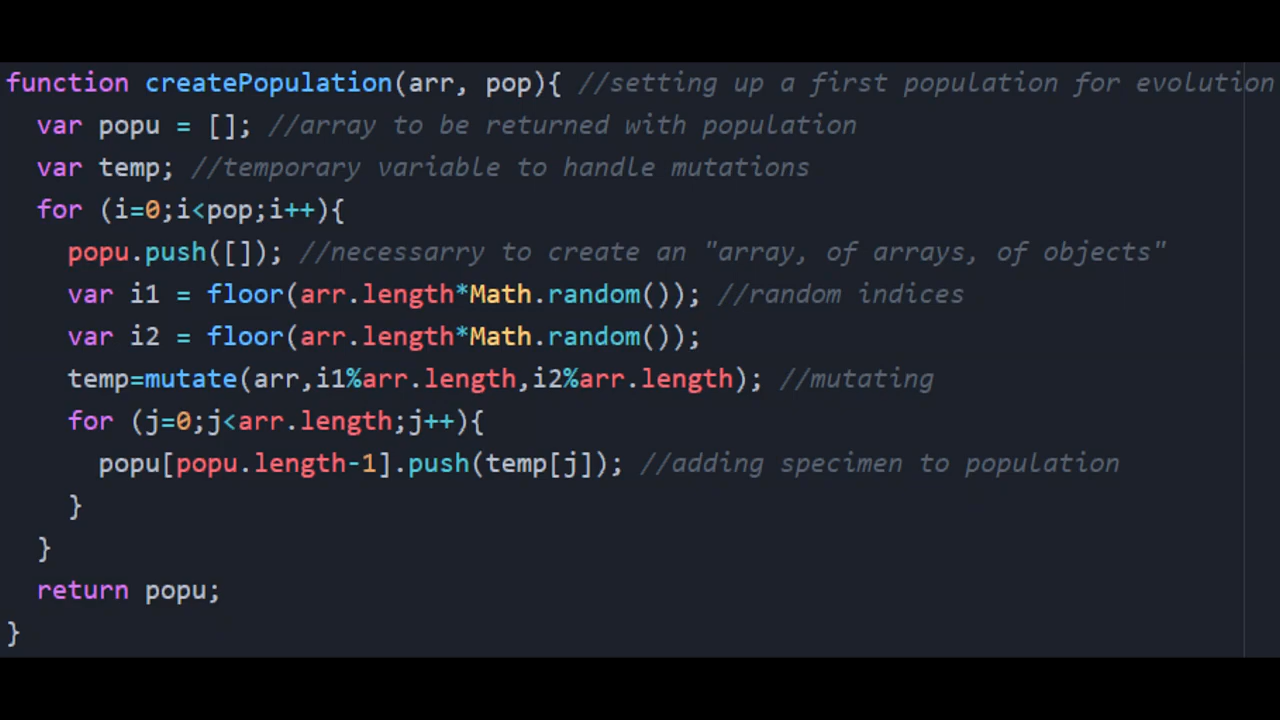 function createPopulation(arr, pop){ //setting up a first population for evolution
  var popu = []; //array to be returned with population
  var temp; //temporary variable to handle mutations
  for (i=0;i<pop;i++){
    popu.push([]); //necessarry to create an "array, of arrays, of objects"
    var i1 = floor(arr.length*Math.random()); //random indices
    var i2 = floor(arr.length*Math.random());
    temp=mutate(arr,i1%arr.length,i2%arr.length); //mutating
    for (j=0;j<arr.length;j++){
      popu[popu.length-1].push(temp[j]); //adding specimen to population
    }
  }
  return popu;
}